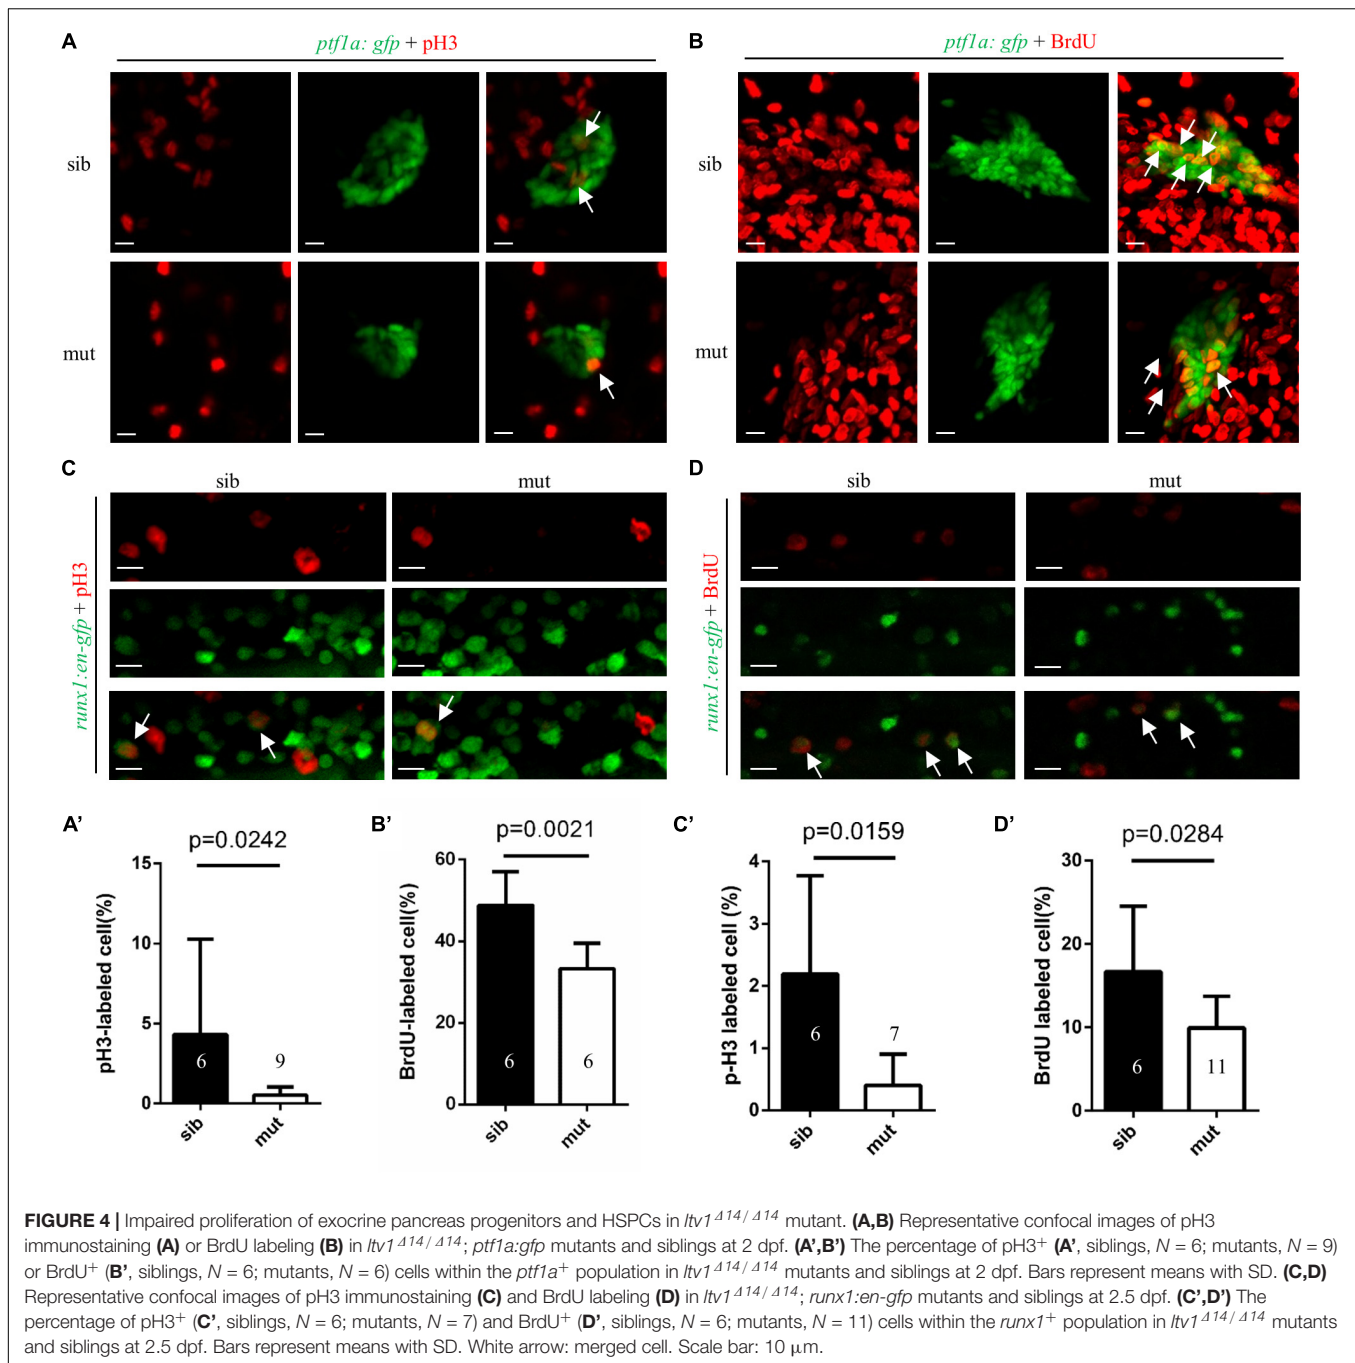 A
ptf1a: gfp + pH3
sib
mut
B
ptf1a: gfp + BrdU
sib
mut
C
sib mut
runx1:en-gfp + pH3
D
sib mut
runx1:en-gfp + BrdU
A’
p=0.0242
pH3-labeled cell(%)
15
10
5
0
6 9
sib mut
B’
p=0.0021
BrdU-labeled cell(%)
60
40
20
0
6 6
sib mut
C’
p=0.0159
p-H3 labeled cell (%)
4
3
2
1
0
6 7
sib mut
D’
p=0.0284
BrdU labeled cell(%)
30
20
10
0
6 11
sib mut
FIGURE 4 | Impaired proliferation of exocrine pancreas progenitors and HSPCs in ltv1Δ14/Δ14 mutant. (A,B) Representative confocal images of pH3
immunostaining (A) or BrdU labeling (B) in ltv1Δ14/Δ14; ptf1a:gfp mutants and siblings at 2 dpf. (A’,B’) The percentage of pH3+ (A’, siblings, N = 6; mutants, N = 9)
or BrdU+ (B’, siblings, N = 6; mutants, N = 6) cells within the ptf1a+ population in ltv1Δ14/Δ14 mutants and siblings at 2 dpf. Bars represent means with SD. (C,D)
Representative confocal images of pH3 immunostaining (C) and BrdU labeling (D) in ltv1Δ14/Δ14; runx1:en-gfp mutants and siblings at 2.5 dpf. (C’,D’) The
percentage of pH3+ (C’, siblings, N = 6; mutants, N = 7) and BrdU+ (D’, siblings, N = 6; mutants, N = 11) cells within the runx1+ population in ltv1Δ14/Δ14 mutants
and siblings at 2.5 dpf. Bars represent means with SD. White arrow: merged cell. Scale bar: 10 μm.